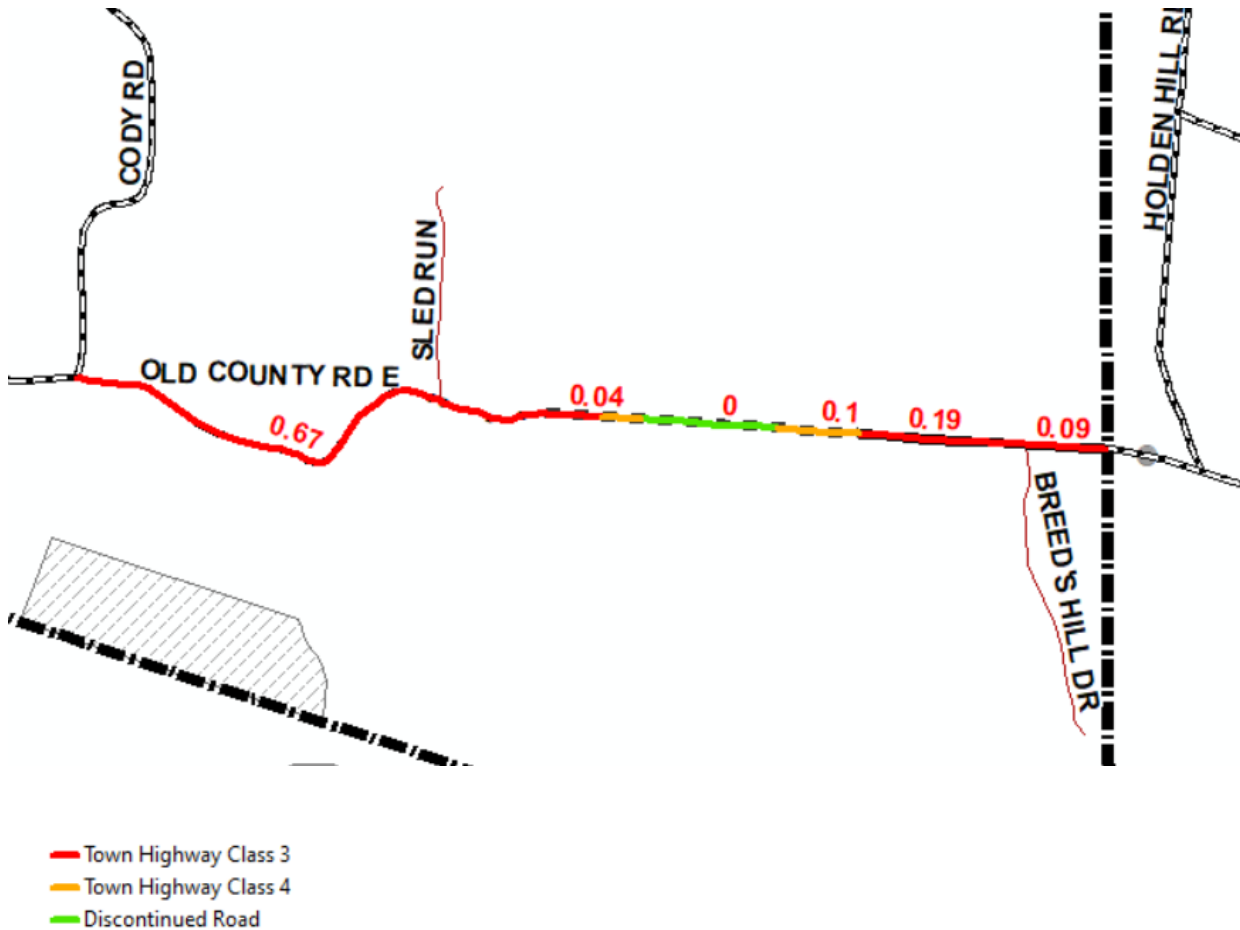 CODY RD
HOLDEN HILL R
SLED RUN
OLD COUNTY RD E
0.67
0.04
0
0.1
0.19
0.09
BREED'S HILL DR
Town Highway Class 3
Town Highway Class 4
Discontinued Road